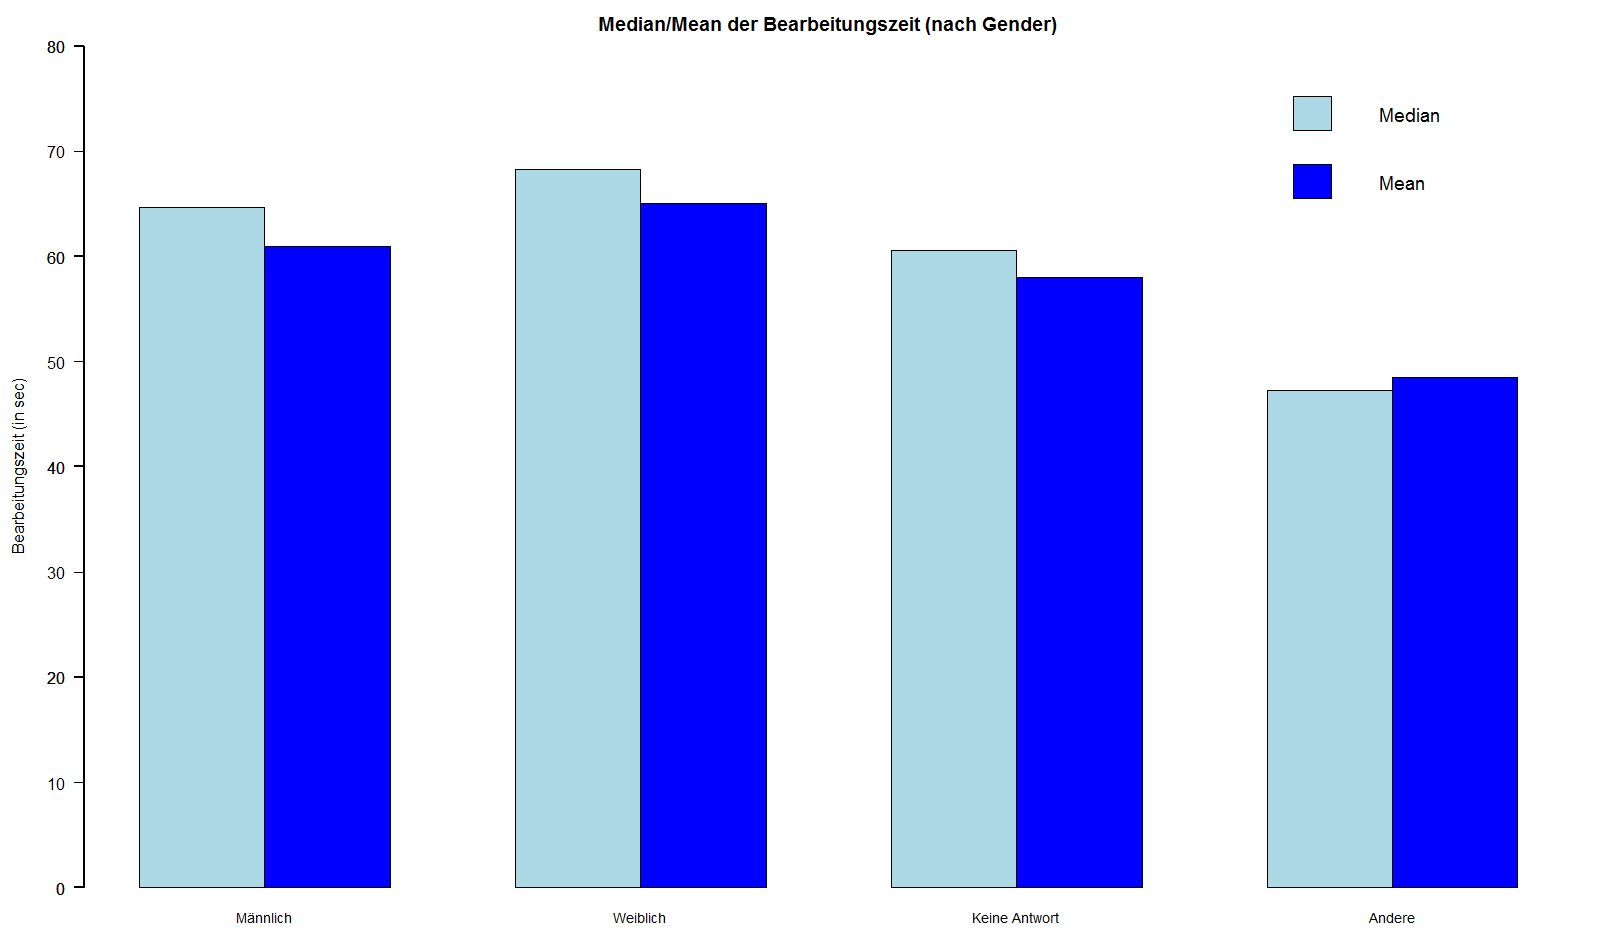 Median/Mean der Bearbeitungszeit (nach Gender)
80
70
60
50
40
30
20
10
0
Bearbeitungszeit (in sec)
Median
Mean
Männlich
Weiblich
Keine Antwort
Andere